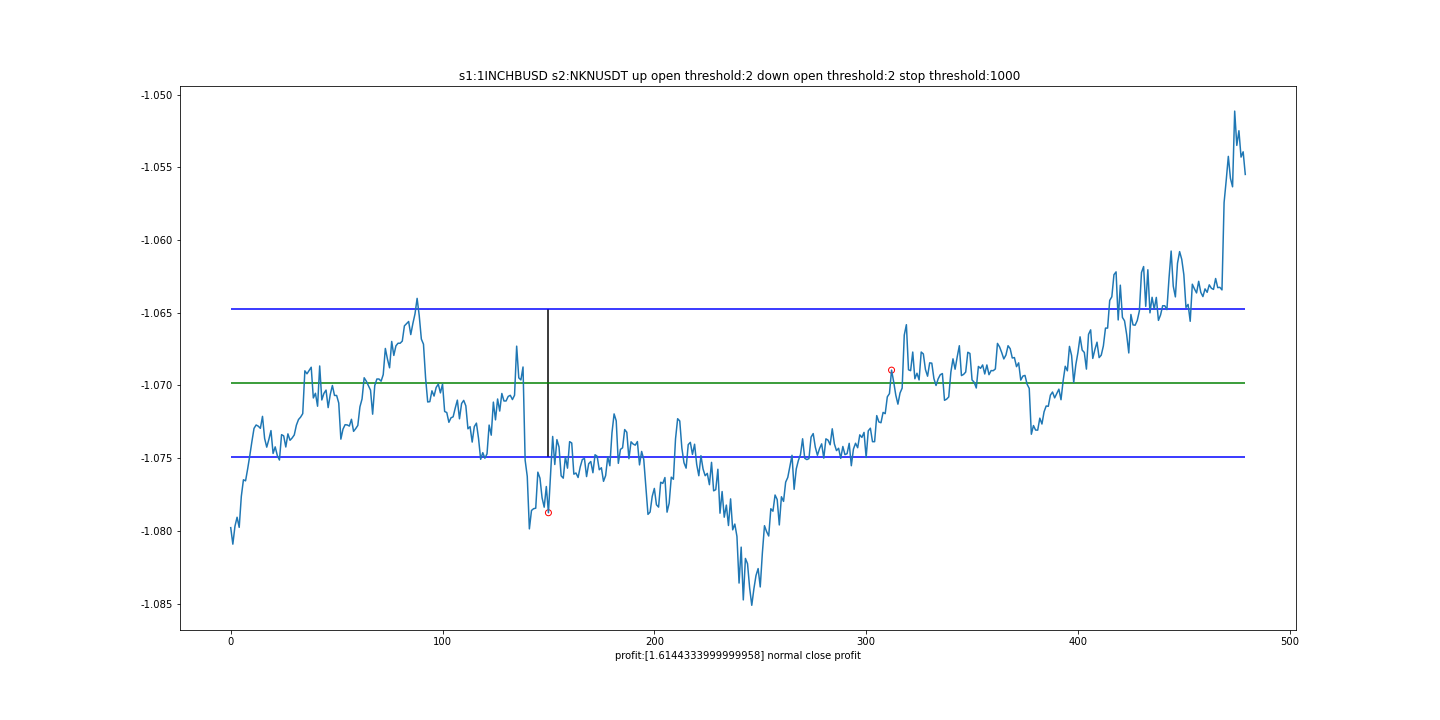 s1:1INCHBUSD s2:NKNUSDT up open threshold:2 down open threshold:2 stop threshold:1000
-1.050
-1.055
-1.060
-1.065
-1.070
-1.075
-1.080
-1.085
0 100 200 300 400 500
profit:[1.6144333999999958] normal close profit